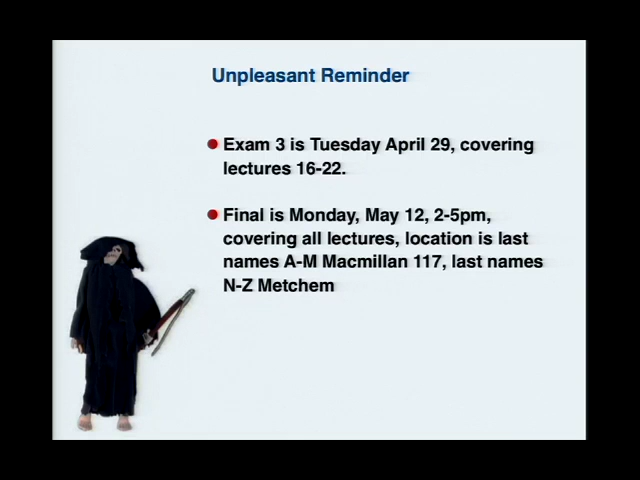 Unpleasant Reminder
Exam 3 is Tuesday April 29, covering
lectures 16-22.
Final is Monday, May 12, 2-5pm,
covering all lectures, location is last
names A-M Macmillan 117, last names
N-Z Metchem